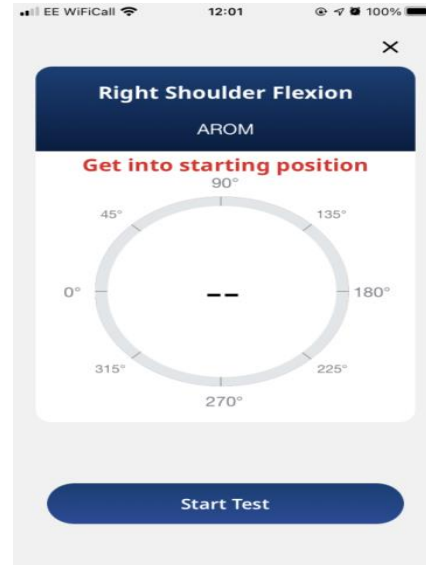 EE WiFiCall 12:01 100%
×
Right Shoulder Flexion
AROM
Get into starting position
90°
45° 135°
0° -- 180°
315° 225°
270°
Start Test